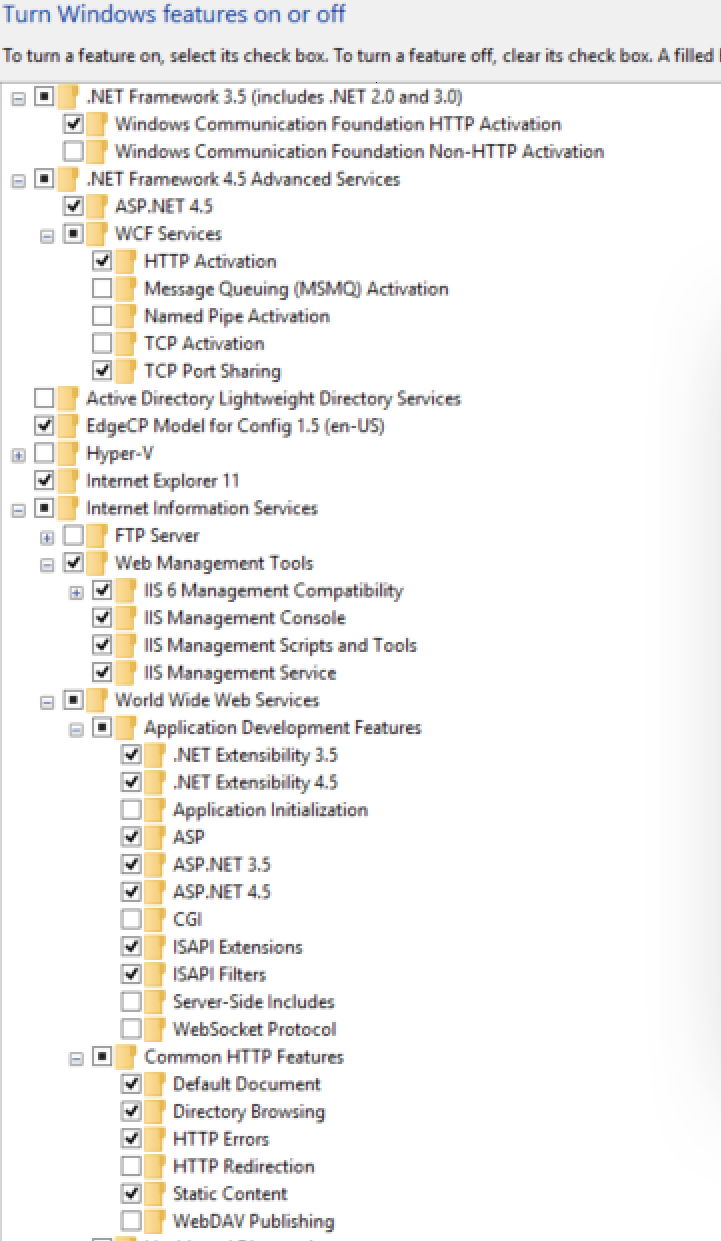 Turn Windows features on or off
To turn a feature on, select its check box. To turn a feature off, clear its check box. A filled
.NET Framework 3.5 (includes .NET 2.0 and 3.0)
Windows Communication Foundation HTTP Activation
Windows Communication Foundation Non-HTTP Activation
.NET Framework 4.5 Advanced Services
ASP.NET 4.5
WCF Services
HTTP Activation
Message Queuing (MSMQ) Activation
Named Pipe Activation
TCP Activation
TCP Port Sharing
Active Directory Lightweight Directory Services
EdgeCP Model for Config 1.5 (en-US)
Hyper-V
Internet Explorer 11
Internet Information Services
FTP Server
Web Management Tools
IIS 6 Management Compatibility
IIS Management Console
IIS Management Scripts and Tools
IIS Management Service
World Wide Web Services
Application Development Features
.NET Extensibility 3.5
.NET Extensibility 4.5
Application Initialization
ASP
ASP.NET 3.5
ASP.NET 4.5
CGI
ISAPI Extensions
ISAPI Filters
Server-Side Includes
WebSocket Protocol
Common HTTP Features
Default Document
Directory Browsing
HTTP Errors
HTTP Redirection
Static Content
WebDAV Publishing